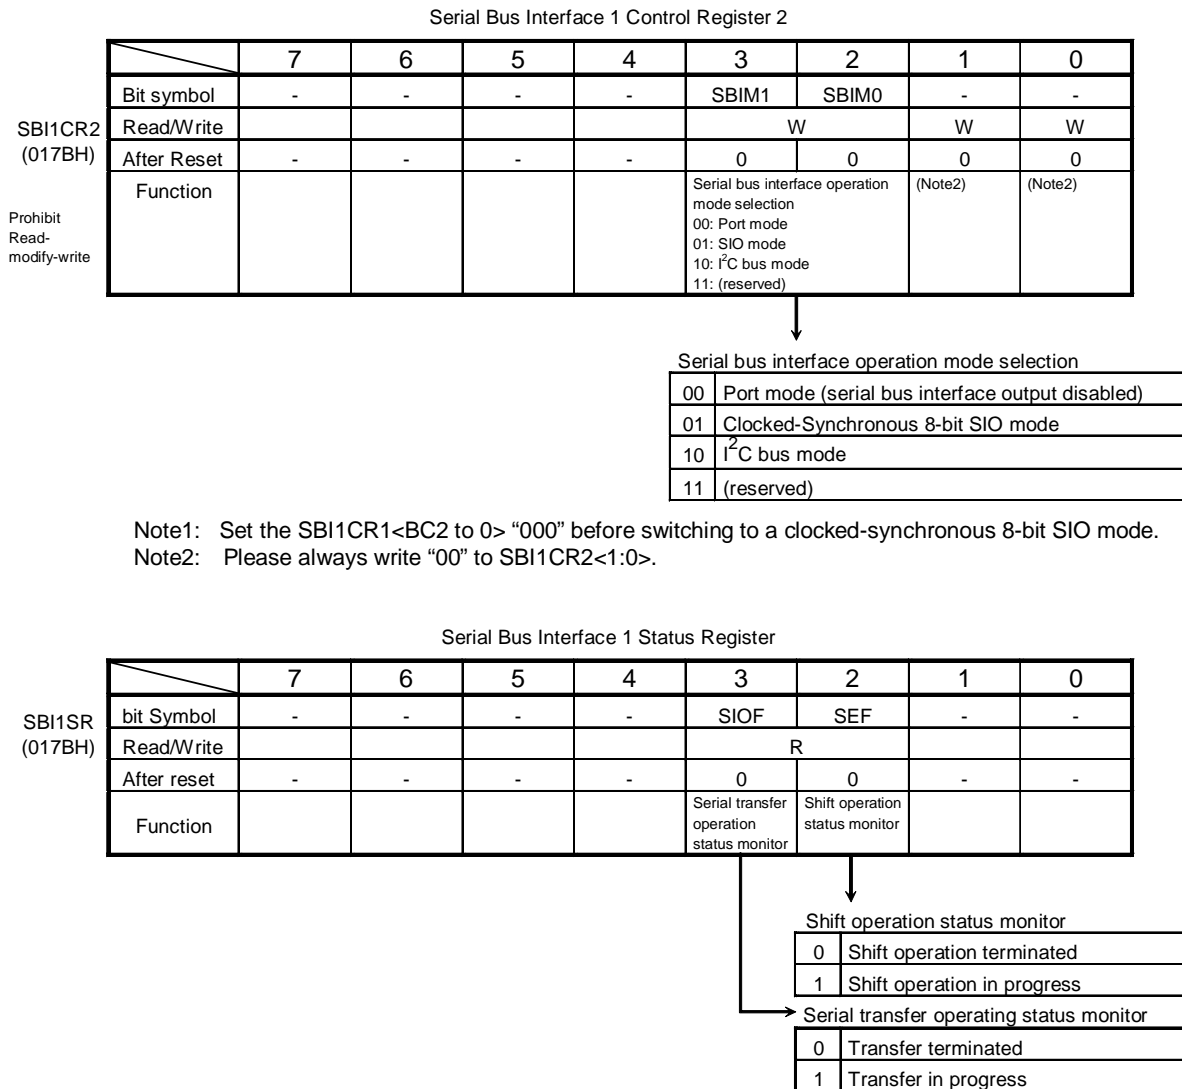 Serial Bus Interface 1 Control Register 2
7 6 5 4 3 2 1 0
Bit symbol - - - - SBIM1 SBIM0 - -
SBI1CR2
(017BH)
Read/Write W W W
After Reset - - - - 0 0 0 0
Prohibit
Read-
modify-write
Function
Serial bus interface operation
mode selection
00: Port mode
01: SIO mode
10: I2C bus mode
11: (reserved)
(Note2)
(Note2)
Serial bus interface operation mode selection
00 Port mode (serial bus interface output disabled)
01 Clocked-Synchronous 8-bit SIO mode
10 I2C bus mode
11 (reserved)
Note1: Set the SBI1CR1<BC2 to 0> “000” before switching to a clocked-synchronous 8-bit SIO mode.
Note2: Please always write “00” to SBI1CR2<1:0>.
Serial Bus Interface 1 Status Register
7 6 5 4 3 2 1 0
SBI1SR
(017BH)
bit Symbol - - - - SIOF SEF - -
Read/Write R
After reset - - - - 0 0 - -
Function
Serial transfer
operation
status monitor
Shift operation
status monitor
Shift operation status monitor
0 Shift operation terminated
1 Shift operation in progress
Serial transfer operating status monitor
0 Transfer terminated
1 Transfer in progress